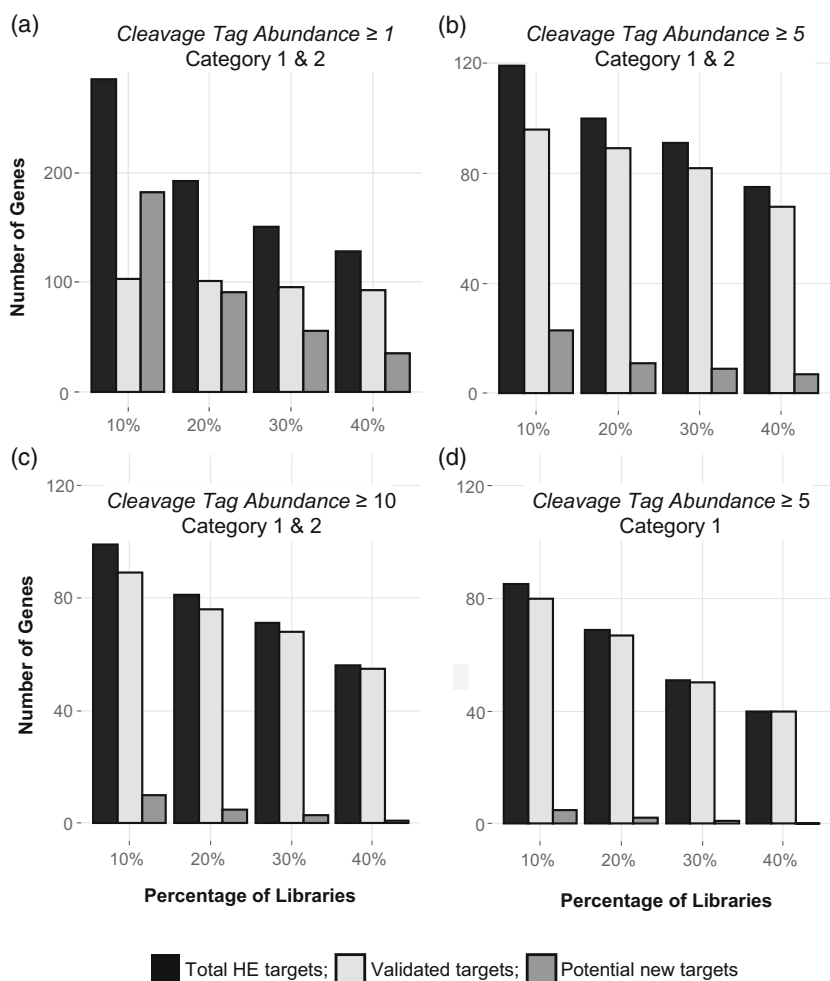 (a)
Cleavage Tag Abundance ≥ 1
Category 1 & 2
Number of Genes
200
100
0
10%
20%
30%
40%
(b)
Cleavage Tag Abundance ≥ 5
Category 1 & 2
120
80
40
0
10%
20%
30%
40%
(c)
Cleavage Tag Abundance ≥ 10
Category 1 & 2
Number of Genes
120
80
40
0
10%
20%
30%
40%
Percentage of Libraries
(d)
Cleavage Tag Abundance ≥ 5
Category 1
120
80
40
0
10%
20%
30%
40%
Percentage of Libraries
Total HE targets; Validated targets; Potential new targets